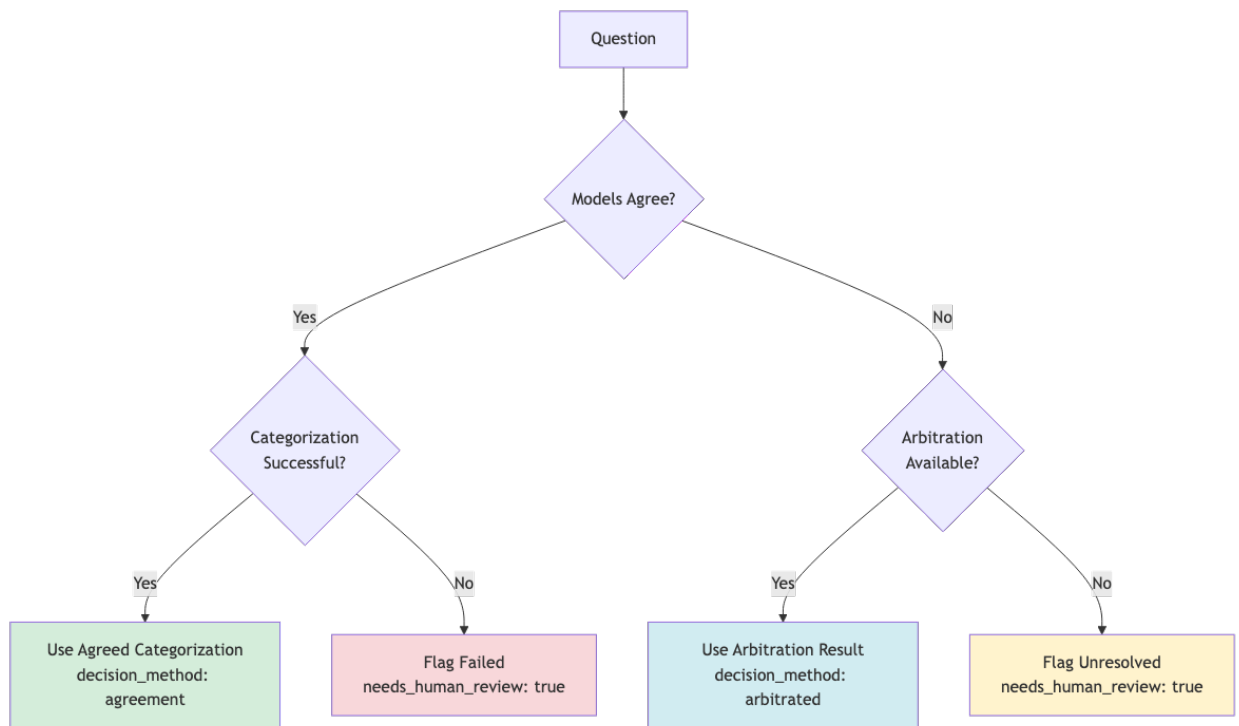 Question
Models Agree?
Yes
No
Categorization
Successful?
Arbitration
Available?
Yes
No
Yes
No
Use Agreed Categorization
decision_method:
agreement
Flag Failed
needs_human_review: true
Use Arbitration Result
decision_method:
arbitrated
Flag Unresolved
needs_human_review: true